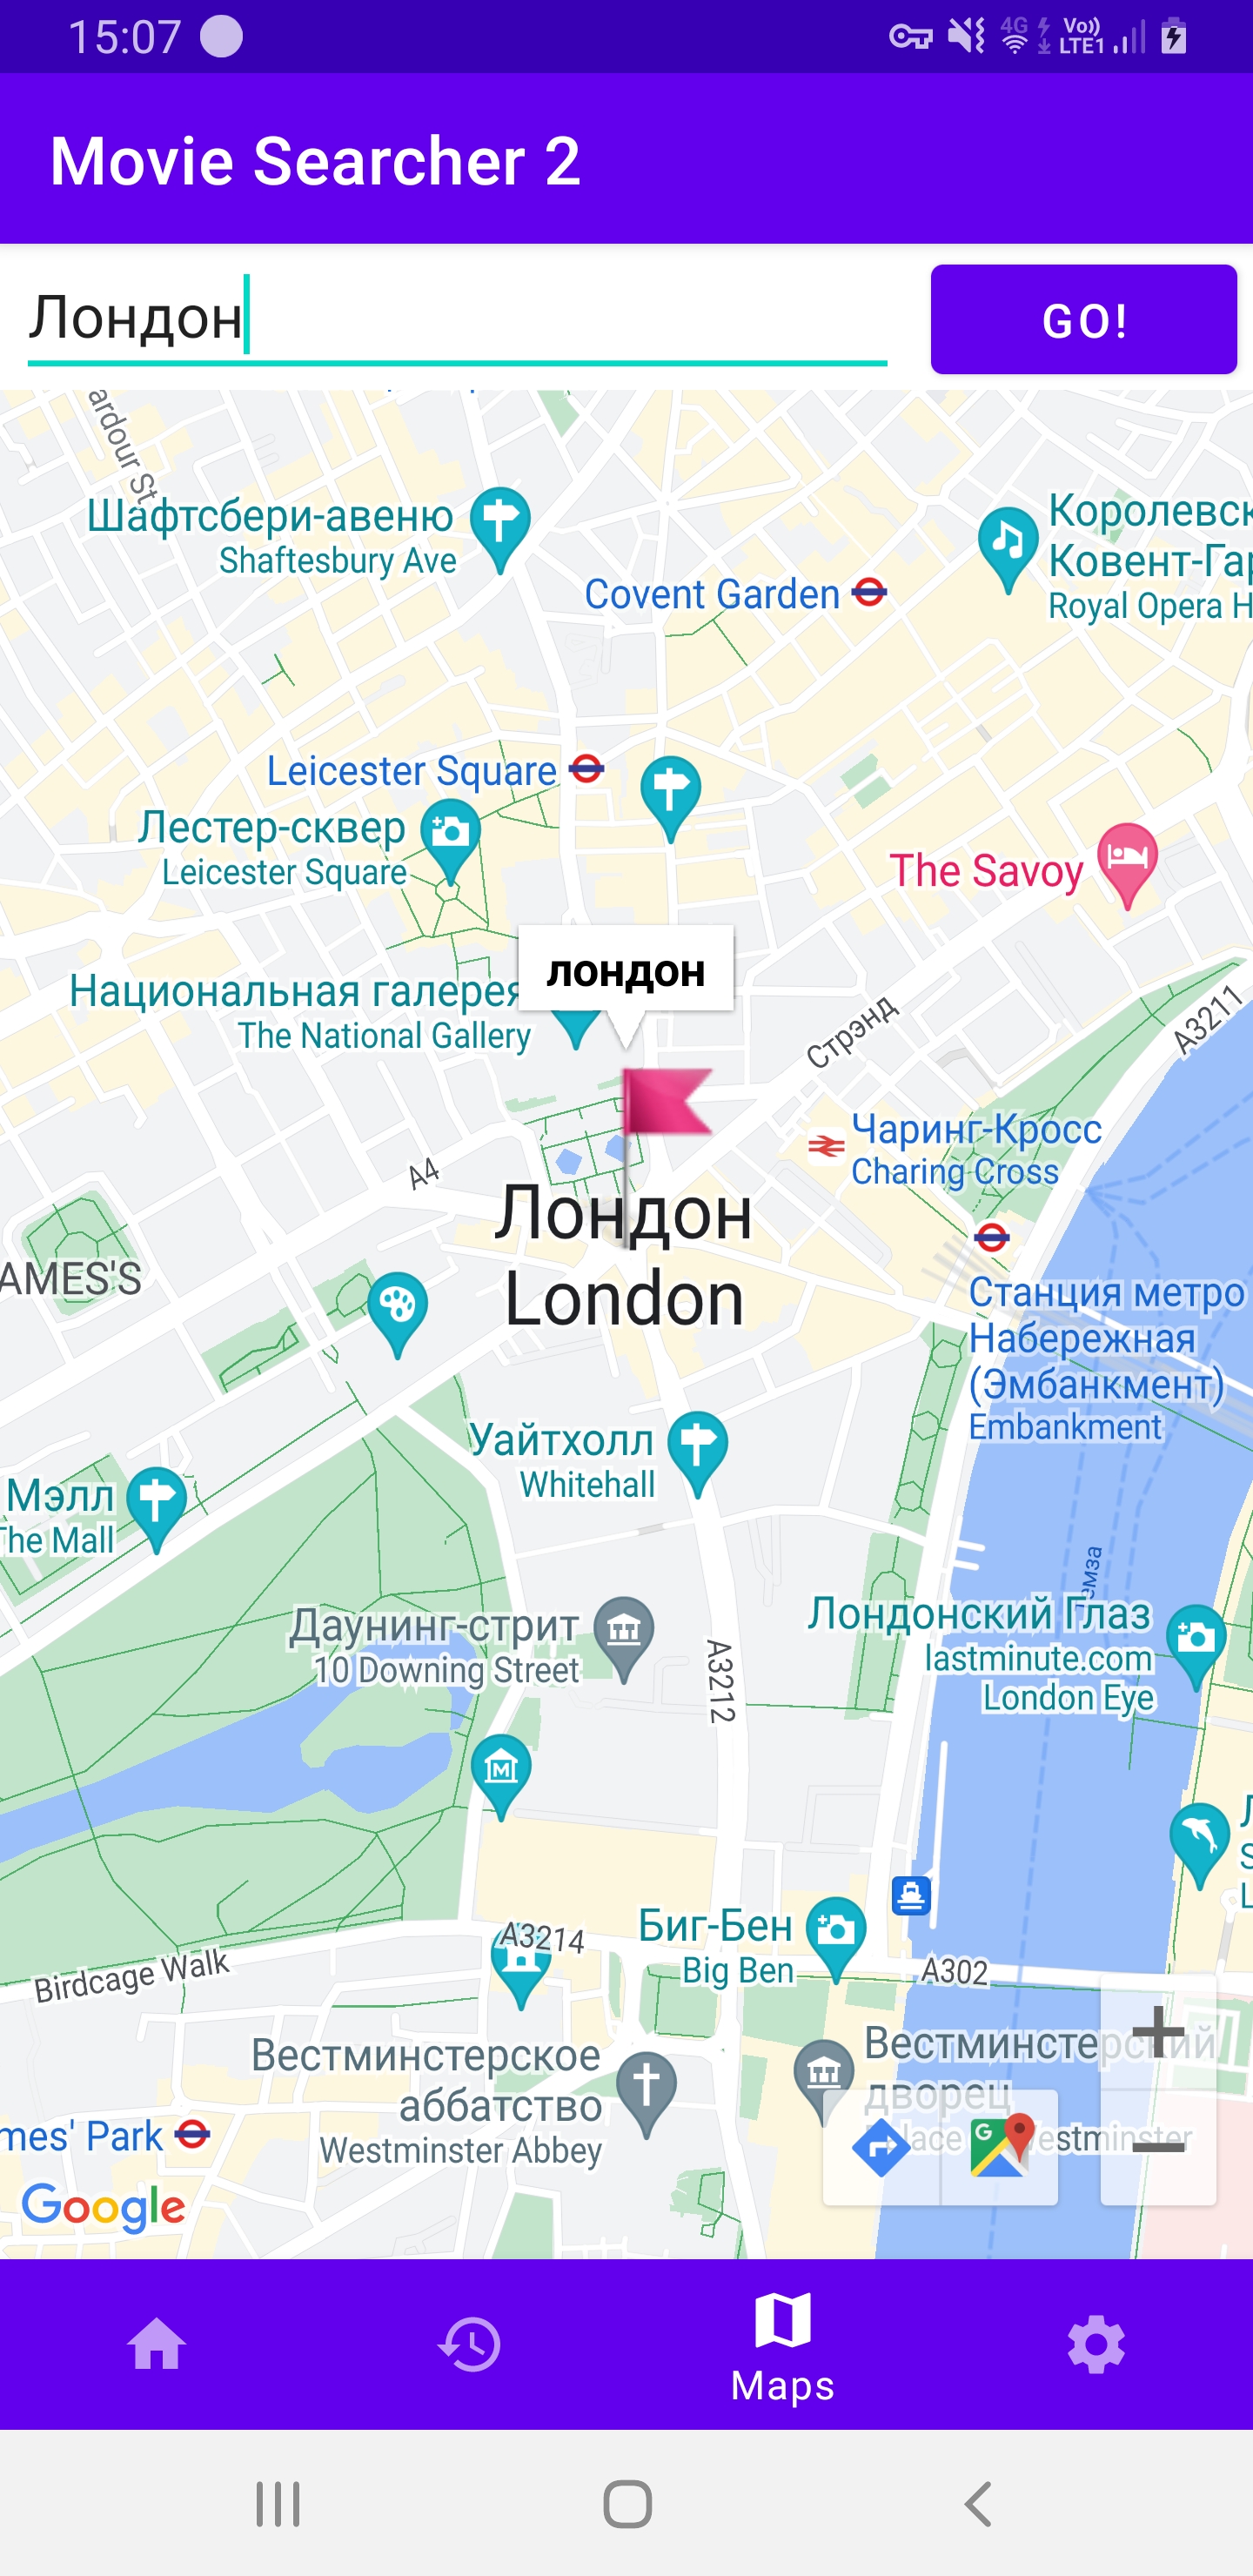 15:07
4G
Vo))
LTE1
Movie Searcher 2
Лондон
GO!
ardour St
Шафтсбери-авеню
Shaftesbury Ave
Covent Garden
Королевск
Ковент-Гар
Royal Opera H
Leicester Square
Лестер-сквер
Leicester Square
The Savoy
лондон
Национальная галерея
The National Gallery
Стрэнд
A3211
Чаринг-Кросс
Charing Cross
A4
Лондон
London
AMES'S
Станция метро
Набережная
(Эмбанкмент)
Embankment
Уайтхолл
Whitehall
Мэлл
The Mall
емза
Даунинг-стрит
10 Downing Street
A3212
Лондонский Глаз
lastminute.com
London Eye
M
Л
S
L
Биг-Бен
Big Ben
A3214
A302
Birdcage Walk
Вестминстерский
дворец
Вестминстерское
аббатство
Westminster Abbey
mes' Park
lace
estminster
G
Google
Maps